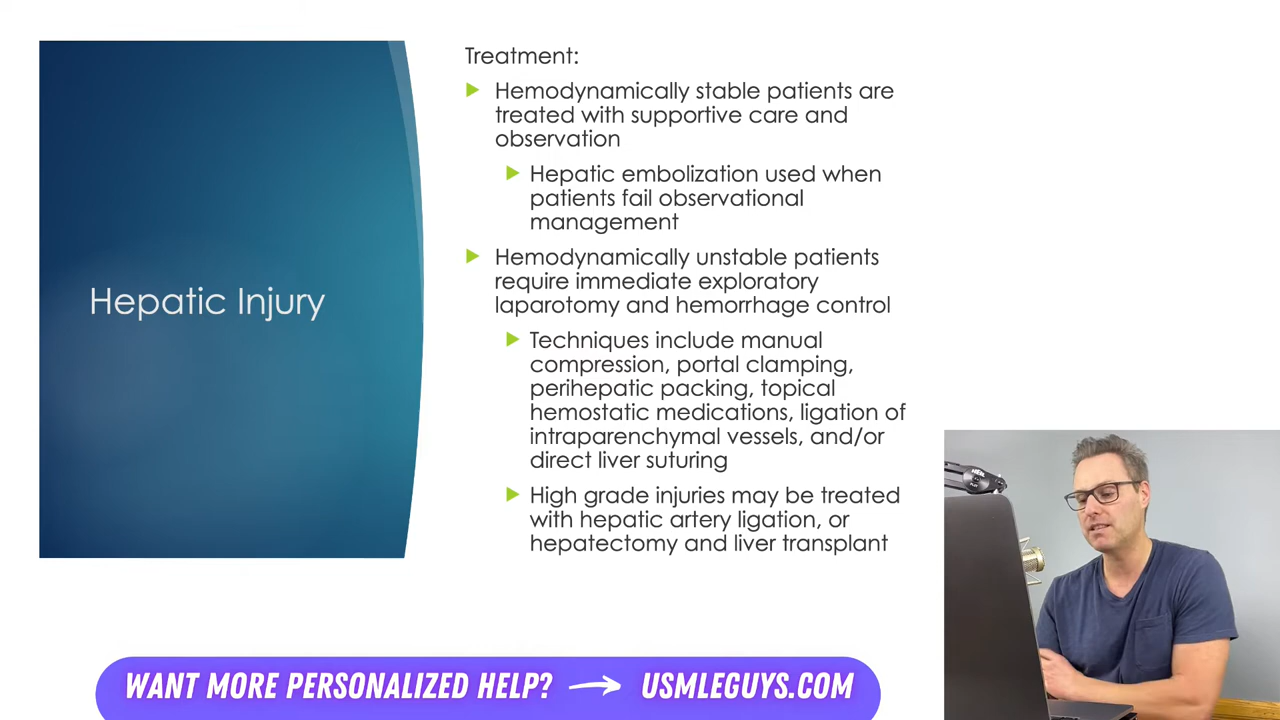 Hepatic Injury
Treatment:
Hemodynamically stable patients are
treated with supportive care and
observation
Hepatic embolization used when
patients fail observational
management
Hemodynamically unstable patients
require immediate exploratory
laparotomy and hemorrhage control
Techniques include manual
compression, portal clamping,
perihepatic packing, topical
hemostatic medications, ligation of
intraparenchymal vessels, and/or
direct liver suturing
High grade injuries may be treated
with hepatic artery ligation, or
hepatectomy and liver transplant
WANT MORE PERSONALIZED HELP? → USMLEGUYS.COM